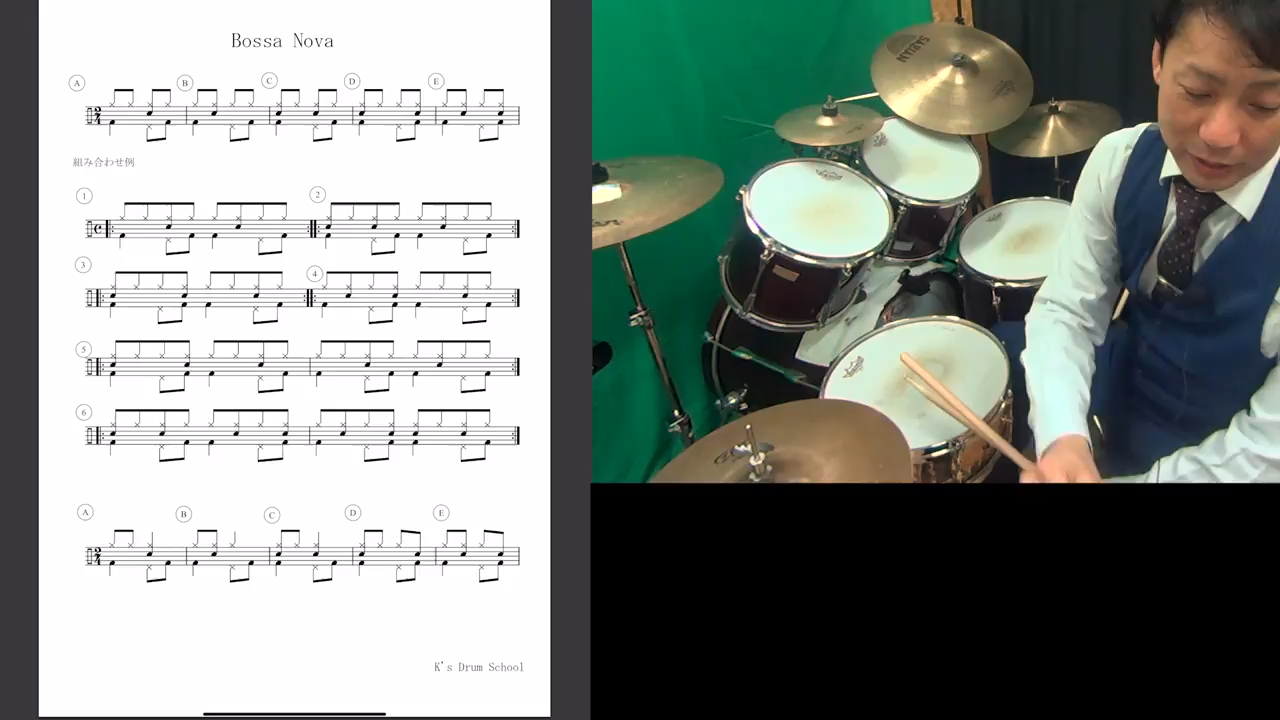 Bossa Nova
A B C D E
組み合わせ例
1 2
3 4
5
6
A B C D E
K's Drum School
SABIAN